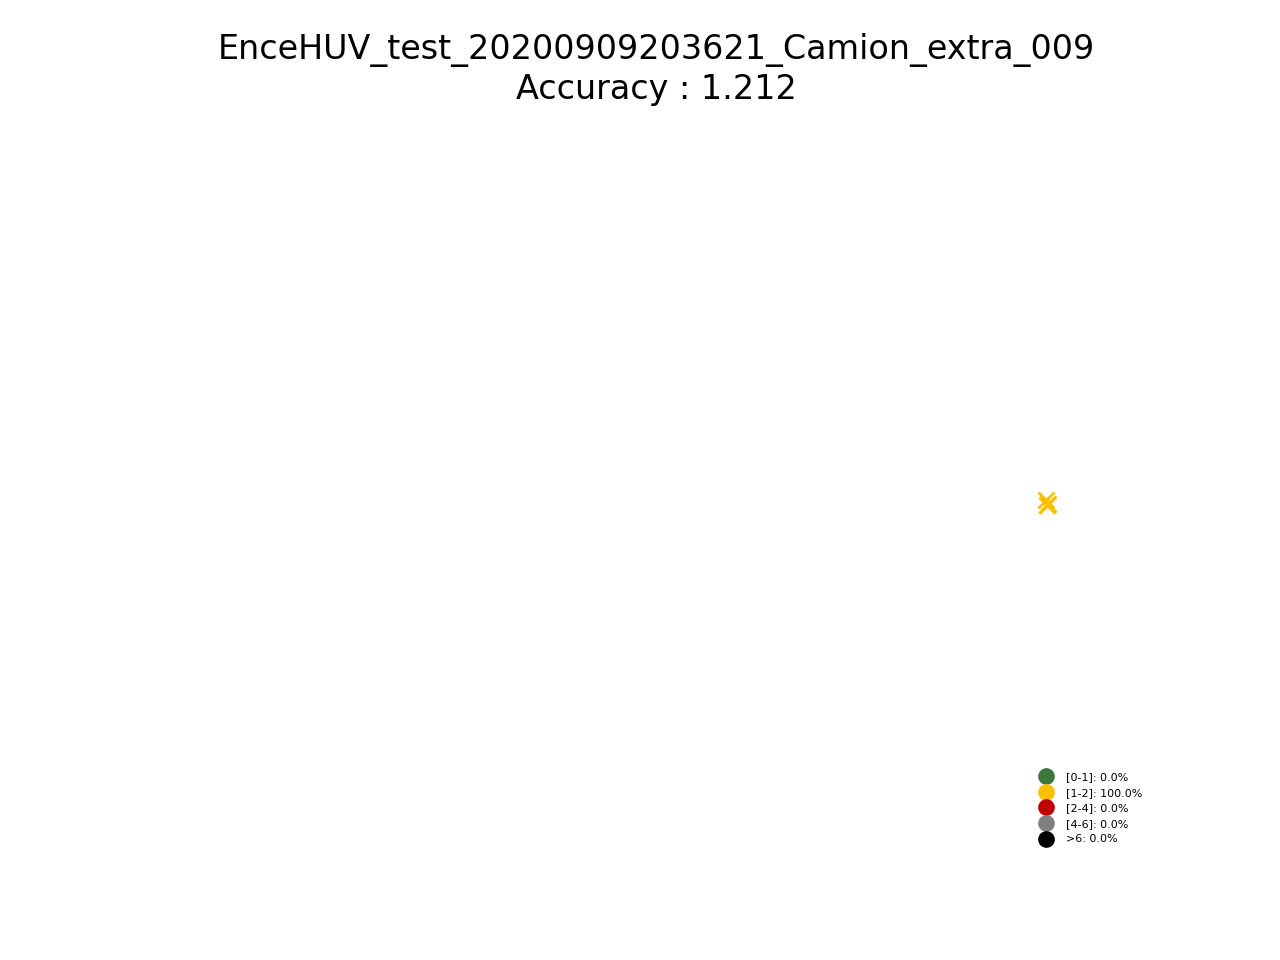 EnceHUV_test_20200909203621_Camion_extra_009
Accuracy : 1.212
[0-1]: 0.0%
[1-2]: 100.0%
[2-4]: 0.0%
[4-6]: 0.0%
>6: 0.0%